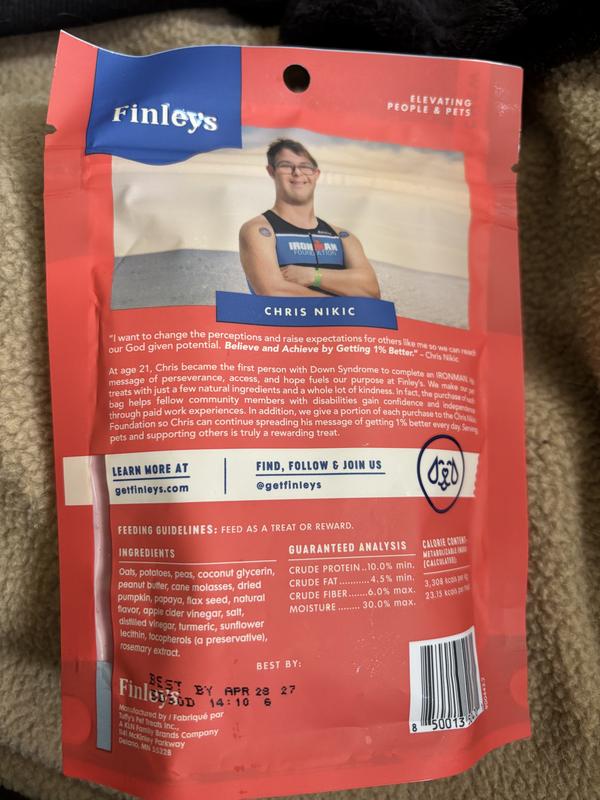 Finleys
ELEVATING
PEOPLE & PETS
IRONMAN
FOUNDATION
CHRIS NIKIC
"I want to change the perceptions and raise expectations for others like me so we can reach
our God given potential. Believe and Achieve by Getting 1% Better." – Chris Nikic
At age 21, Chris became the first person with Down Syndrome to complete an IRONMAN.
message of perseverance, access, and hope fuels our purpose at Finley's. We make our
treats with just a few natural ingredients and a whole lot of kindness. In fact, the purchase of each
bag helps fellow community members with disabilities gain confidence and independence
through paid work experiences. In addition, we give a portion of each purchase to the Chris Nikic
Foundation so Chris can continue spreading his message of getting 1% better every day. Serving
pets and supporting others is truly a rewarding treat.
LEARN MORE AT
getfinleys.com
FIND, FOLLOW & JOIN US
@getfinleys
FEEDING GUIDELINES: FEED AS A TREAT OR REWARD.
INGREDIENTS
Oats, potatoes, peas, coconut glycerin,
peanut butter, cane molasses, dried
pumpkin, papaya, flax seed, natural
flavor, apple cider vinegar, salt,
distilled vinegar, turmeric, sunflower
lecithin, tocopherols (a preservative),
rosemary extract.
GUARANTEED ANALYSIS
CRUDE PROTEIN..10.0% min.
CRUDE FAT..........4.5% min.
CRUDE FIBER......6.0% max.
MOISTURE........30.0% max.
CALORIE CONTENT:
METABOLIZABLE ENERGY
(CALCULATED)
3,308 kcal per kg
23.15 kcal per
BEST BY:
BEST BY APR 28 27
14:10 6
Finleys
Manufactured by / Fabriqué par
Tuffy's Pet Treats Inc.,
A KLN Family Brands Company
1141 McKinley Parkway
Delano, MN 55328
8 50013